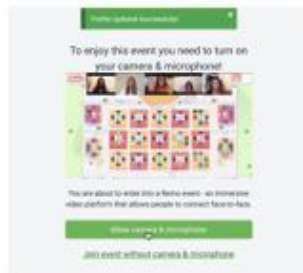 Profile Updated Successfully!
To enjoy this event you need to turn on
your camera & microphone!
You are about to enter into a Remo event - an immersive
video platform that allows people to connect face-to-face.
Allow camera & microphone
Join event without camera & microphone